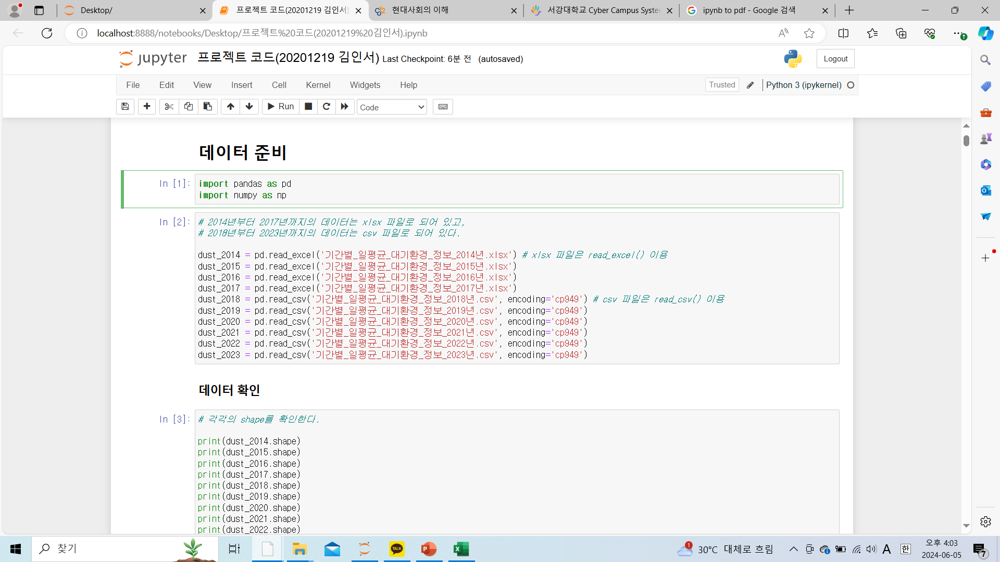 Desktop/
프로젝트 코드(20201219 김인서)
현대사회의 이해
서강대학교 Cyber Campus System
ipynb to pdf - Google 검색
localhost:8888/notebooks/Desktop/프로젝트%20코드(20201219%20김인서).ipynb
jupyter 프로젝트 코드(20201219 김인서) Last Checkpoint: 6분 전 (autosaved)
Logout
File Edit View Insert Cell Kernel Widgets Help
Trusted Python 3 (ipykernel)
Run Code
데이터 준비
In [1]:
import pandas as pd
import numpy as np
In [2]:
# 2014년부터 2017년까지의 데이터는 xlsx 파일로 되어 있고,
# 2018년부터 2023년까지의 데이터는 csv 파일로 되어 있다.
dust_2014 = pd.read_excel('기간별_일평균_대기환경_정보_2014년.xlsx') # xlsx 파일은 read_excel() 이용
dust_2015 = pd.read_excel('기간별_일평균_대기환경_정보_2015년.xlsx')
dust_2016 = pd.read_excel('기간별_일평균_대기환경_정보_2016년.xlsx')
dust_2017 = pd.read_excel('기간별_일평균_대기환경_정보_2017년.xlsx')
dust_2018 = pd.read_csv('기간별_일평균_대기환경_정보_2018년.csv', encoding='cp949') # csv 파일은 read_csv() 이용
dust_2019 = pd.read_csv('기간별_일평균_대기환경_정보_2019년.csv', encoding='cp949')
dust_2020 = pd.read_csv('기간별_일평균_대기환경_정보_2020년.csv', encoding='cp949')
dust_2021 = pd.read_csv('기간별_일평균_대기환경_정보_2021년.csv', encoding='cp949')
dust_2022 = pd.read_csv('기간별_일평균_대기환경_정보_2022년.csv', encoding='cp949')
dust_2023 = pd.read_csv('기간별_일평균_대기환경_정보_2023년.csv', encoding='cp949')
데이터 확인
In [3]:
# 각각의 shape를 확인한다.
print(dust_2014.shape)
print(dust_2015.shape)
print(dust_2016.shape)
print(dust_2017.shape)
print(dust_2018.shape)
print(dust_2019.shape)
print(dust_2020.shape)
print(dust_2021.shape)
print(dust_2022.shape)
찾기
TALK
1
30°C 대체로 흐림
A
한
오후 4:03
2024-06-05
7